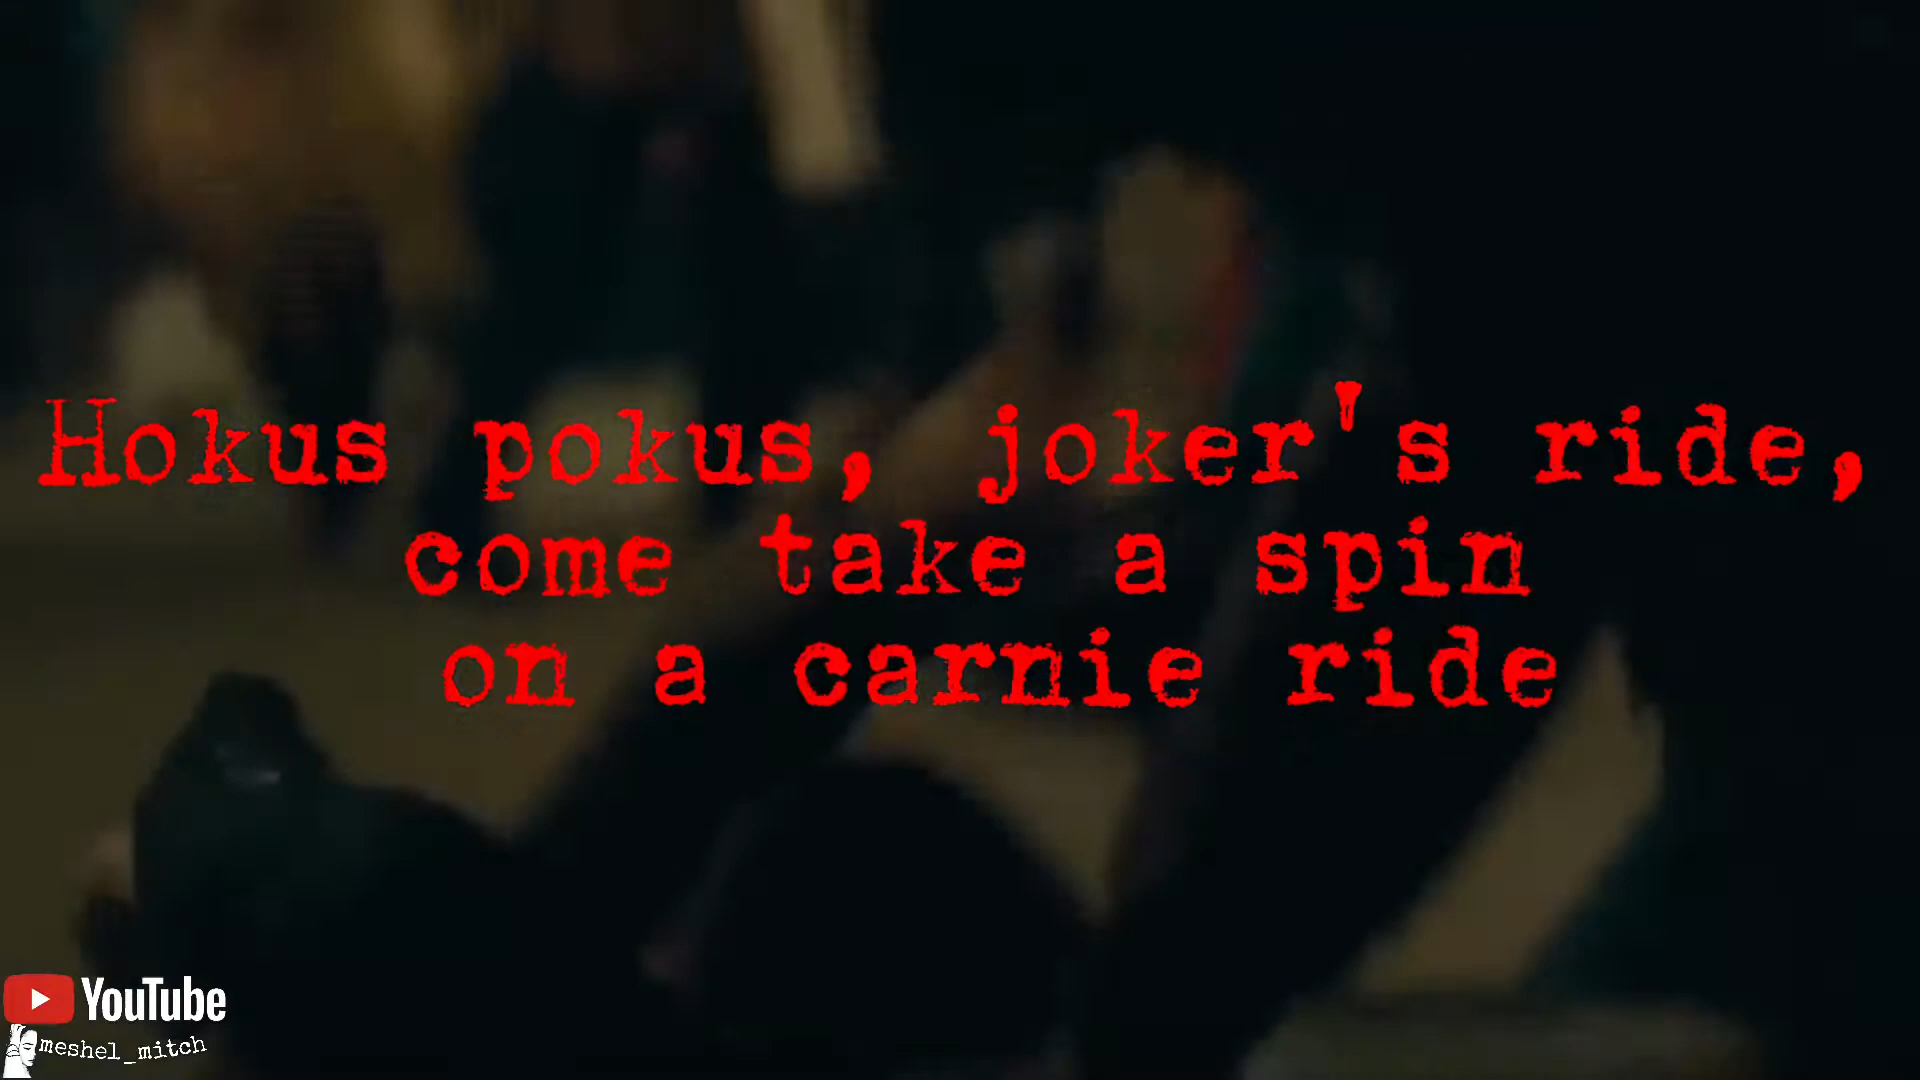 Hokus pokus, joker's ride,
come take a spin
on a carnie ride
YouTube
meshel_mitch